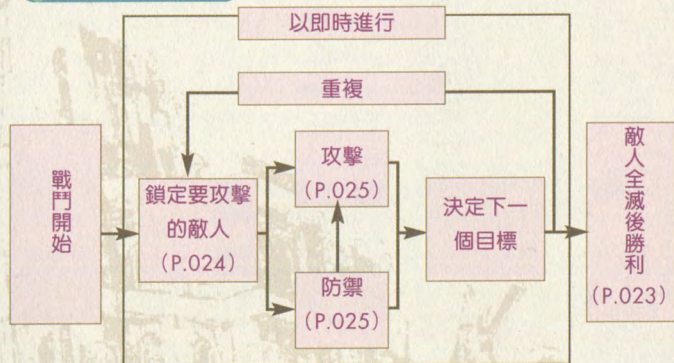 以即時進行
重複
戰鬥開始
鎖定要攻擊
的敵人
(P.024)
攻擊
(P.025)
防禦
(P.025)
決定下一
個目標
敵人全滅後勝利
(P.023)